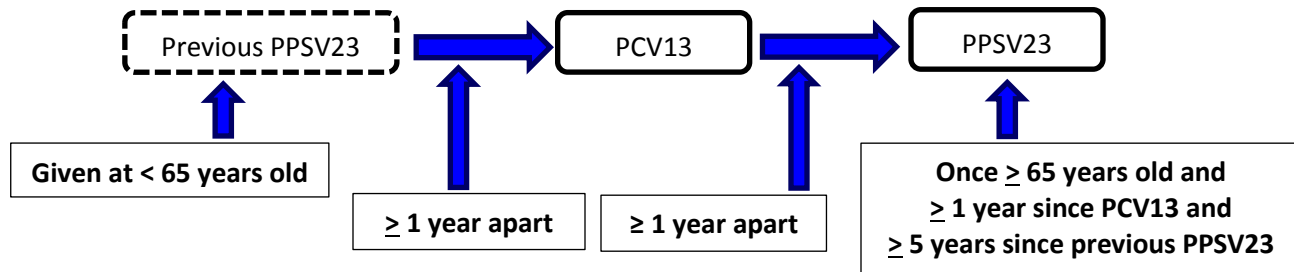 Previous PPSV23
PCV13
PPSV23
Given at < 65 years old
≥ 1 year apart
≥ 1 year apart
Once ≥ 65 years old and
≥ 1 year since PCV13 and
≥ 5 years since previous PPSV23